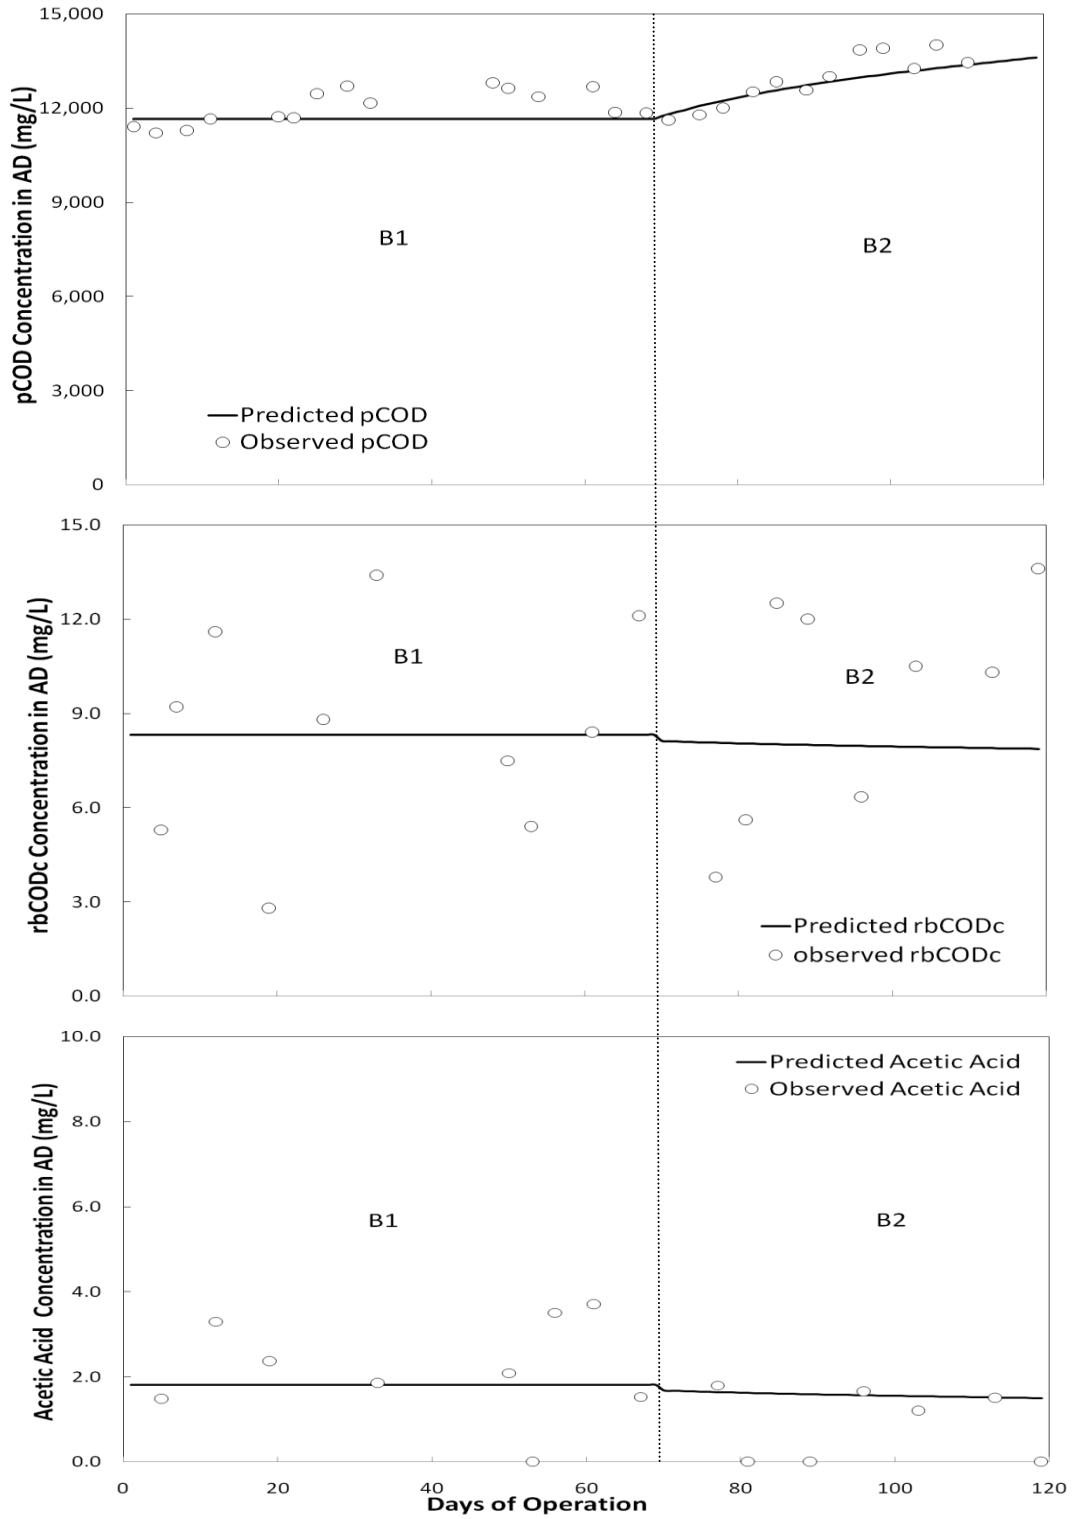 15,000
12,000
9,000
6,000
3,000
0
pCOD Concentration in AD (mg/L)
B1
B2
Predicted pCOD
Observed pCOD
15.0
12.0
9.0
6.0
3.0
0.0
rbCODc Concentration in AD (mg/L)
B1
B2
Predicted rbCODc
observed rbCODc
10.0
8.0
6.0
4.0
2.0
0.0
Acetic Acid Concentration in AD (mg/L)
Predicted Acetic Acid
Observed Acetic Acid
B1
B2
0 20 40 60 80 100 120
Days of Operation